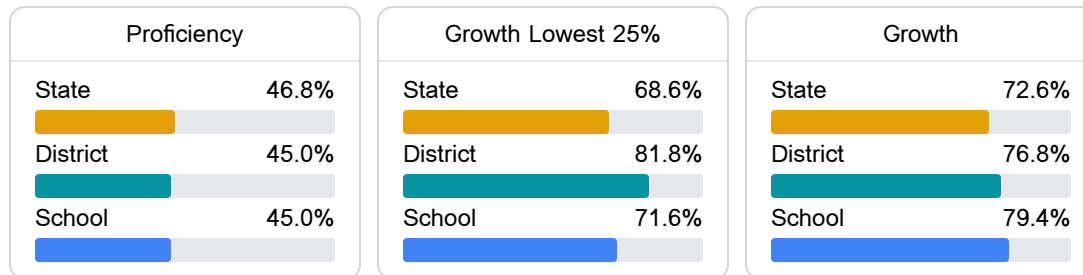 Proficiency
State 46.8%
District 45.0%
School 45.0%
Growth Lowest 25%
State 68.6%
District 81.8%
School 71.6%
Growth
State 72.6%
District 76.8%
School 79.4%